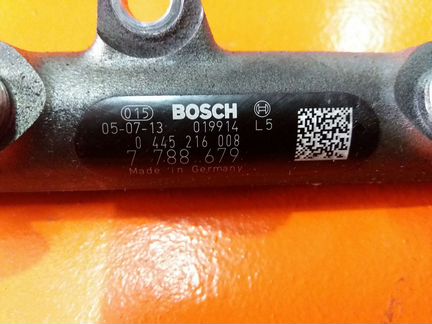 015 BOSCH
05-07-13 019914 L5
0 445 216 008
7 788 679
Made in Germany